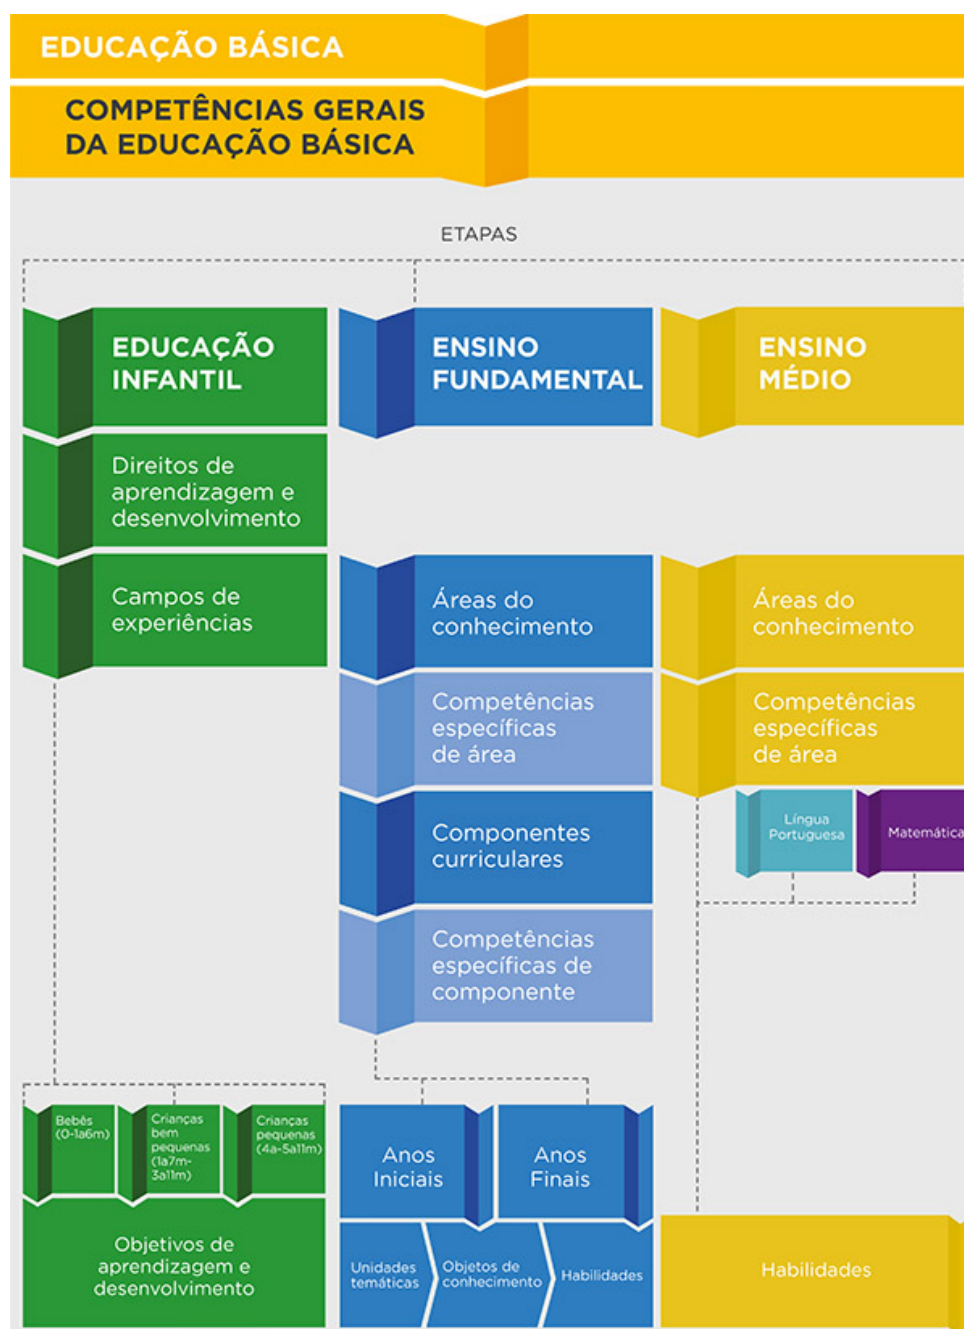 EDUCAÇÃO BÁSICA
COMPETÊNCIAS GERAIS
DA EDUCAÇÃO BÁSICA
ETAPAS
EDUCAÇÃO
INFANTIL
ENSINO
FUNDAMENTAL
ENSINO
MÉDIO
Direitos de
aprendizagem e
desenvolvimento
Campos de
experiências
Áreas do
conhecimento
Áreas do
conhecimento
Competências
específicas
de área
Competências
específicas
de área
Componentes
curriculares
Língua
Portuguesa
Matemática
Competências
específicas de
componente
Bebês
(0-1a6m)
Crianças
bem
pequenas
(1a7m-
3a11m)
Crianças
pequenas
(4a-5a11m)
Anos
Iniciais
Anos
Finais
Objetivos de
aprendizagem e
desenvolvimento
Unidades
temáticas
Objetos de
conhecimento
Habilidades
Habilidades